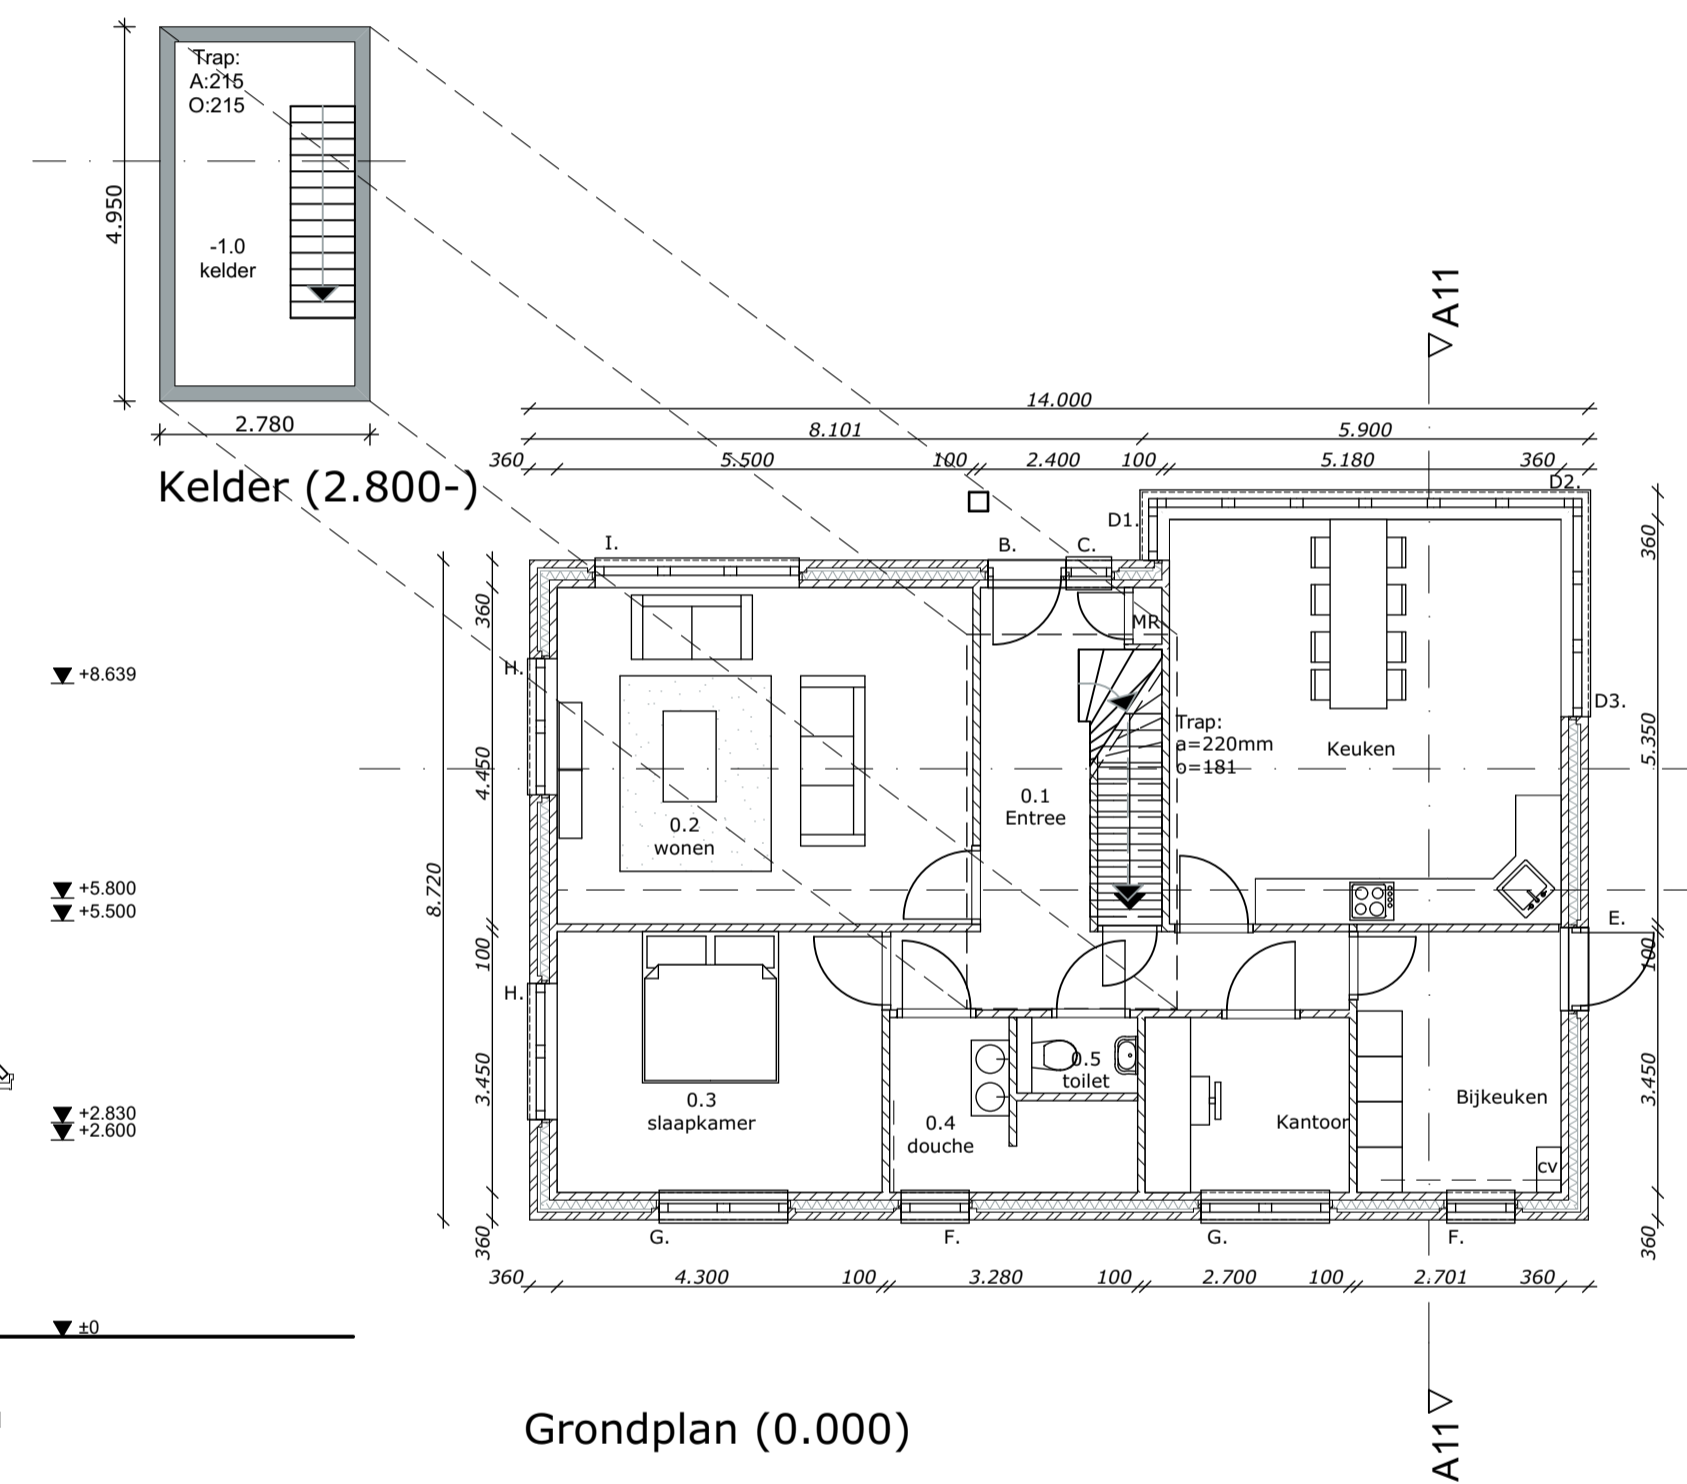 Trap:
A:215
O:215
-1.0
kelder
4.950
2.780
Kelder (2.800-)
A11
14.000
8.101
5.900
360
5.500
100
2.400
100
5.180
360
D2.
D1.
I.
B.
C.
MR
360
360
H.
+8.639
D3.
Trap:
a=220mm
o=181
Keuken
5.350
4.450
0.1
Entree
0.2
wonen
8.720
+5.800
+5.500
E.
100
100
H.
0.5
toilet
3.450
3.450
0.3
slaapkamer
0.4
douche
Kantoor
Bijkeuken
cv
+2.830
+2.600
360
360
G.
F.
G.
F.
360
4.300
100
3.280
100
2.700
100
2.701
360
±0
Grondplan (0.000)
A11